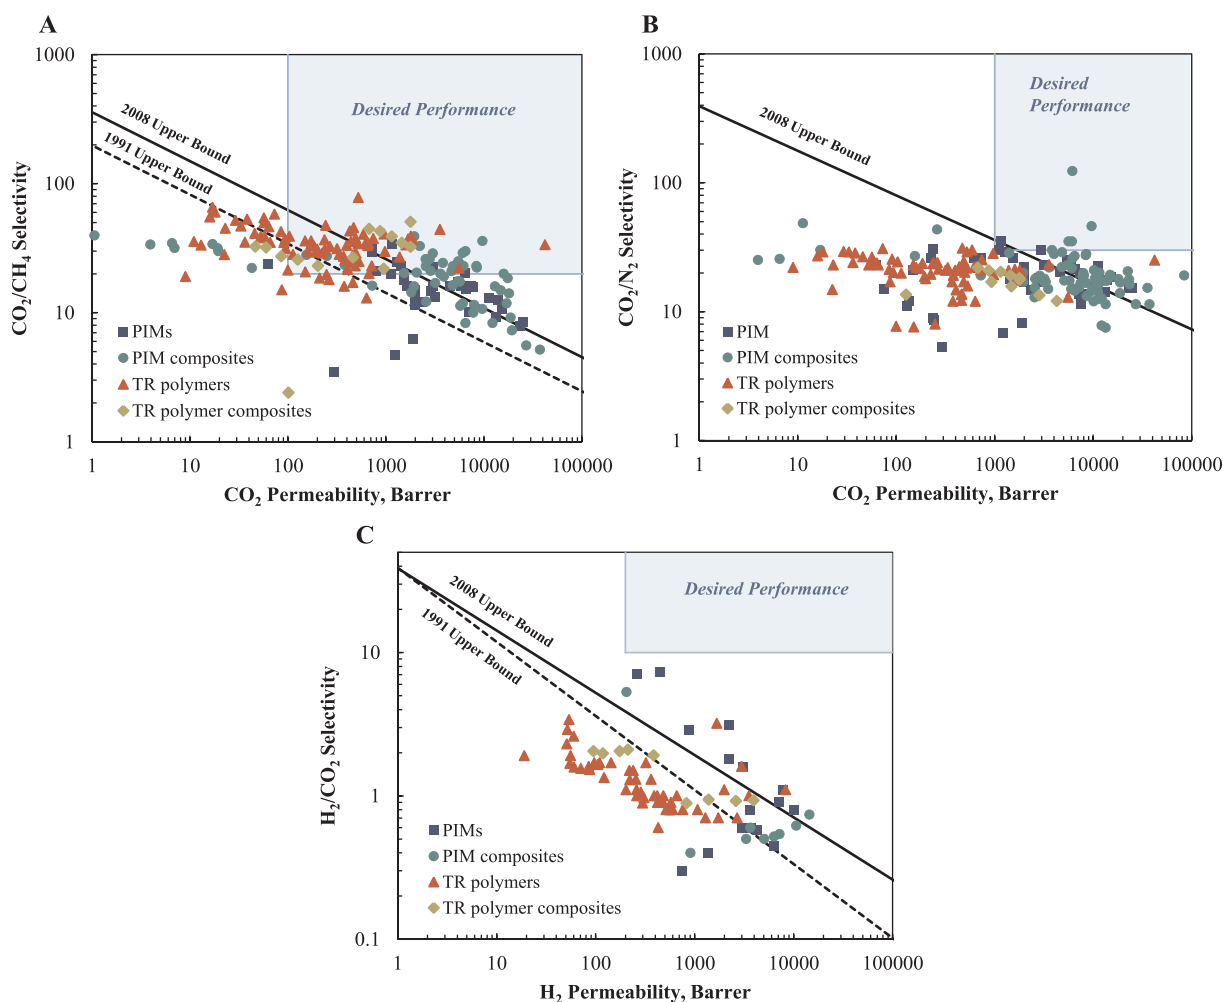 A
1000
100
10
1
CO₂/CH₄ Selectivity
Desired Performance
2008 Upper Bound
1991 Upper Bound
PIMs
PIM composites
TR polymers
TR polymer composites
1 10 100 1000 10000 100000
CO₂ Permeability, Barrer
B
1000
100
10
1
CO₂/N₂ Selectivity
Desired
Performance
2008 Upper Bound
PIM
PIM composites
TR polymers
TR polymer composites
1 10 100 1000 10000 100000
CO₂ Permeability, Barrer
C
10
1
0.1
H₂/CO₂ Selectivity
Desired Performance
2008 Upper Bound
1991 Upper Bound
PIMs
PIM composites
TR polymers
TR polymer composites
1 10 100 1000 10000 100000
H₂ Permeability, Barrer